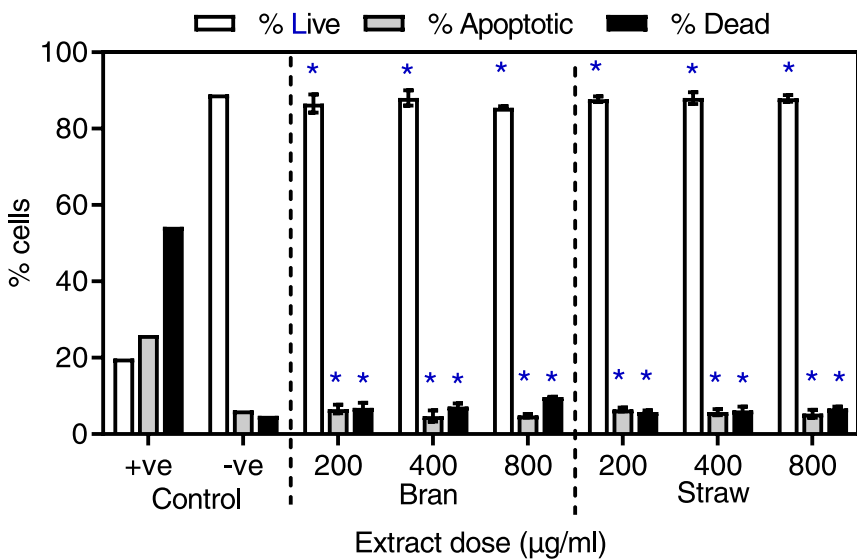 % Live % Apoptotic % Dead
100
80
60
40
20
0
% cells
* * * * * *
* * * * * * * * * * * *
+ve -ve 200 400 800 200 400 800
Control Bran Straw
Extract dose (µg/ml)